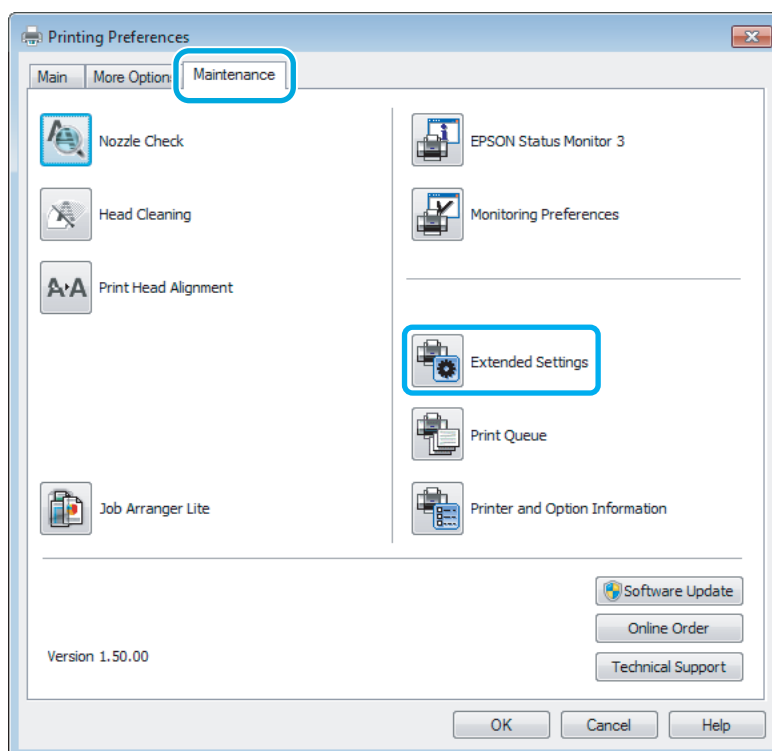 Printing Preferences
Main
More Option
Maintenance
Nozzle Check
Head Cleaning
A A Print Head Alignment
Job Arranger Lite
EPSON Status Monitor 3
Monitoring Preferences
Extended Settings
Print Queue
Printer and Option Information
Software Update
Online Order
Version 1.50.00
Technical Support
OK
Cancel
Help